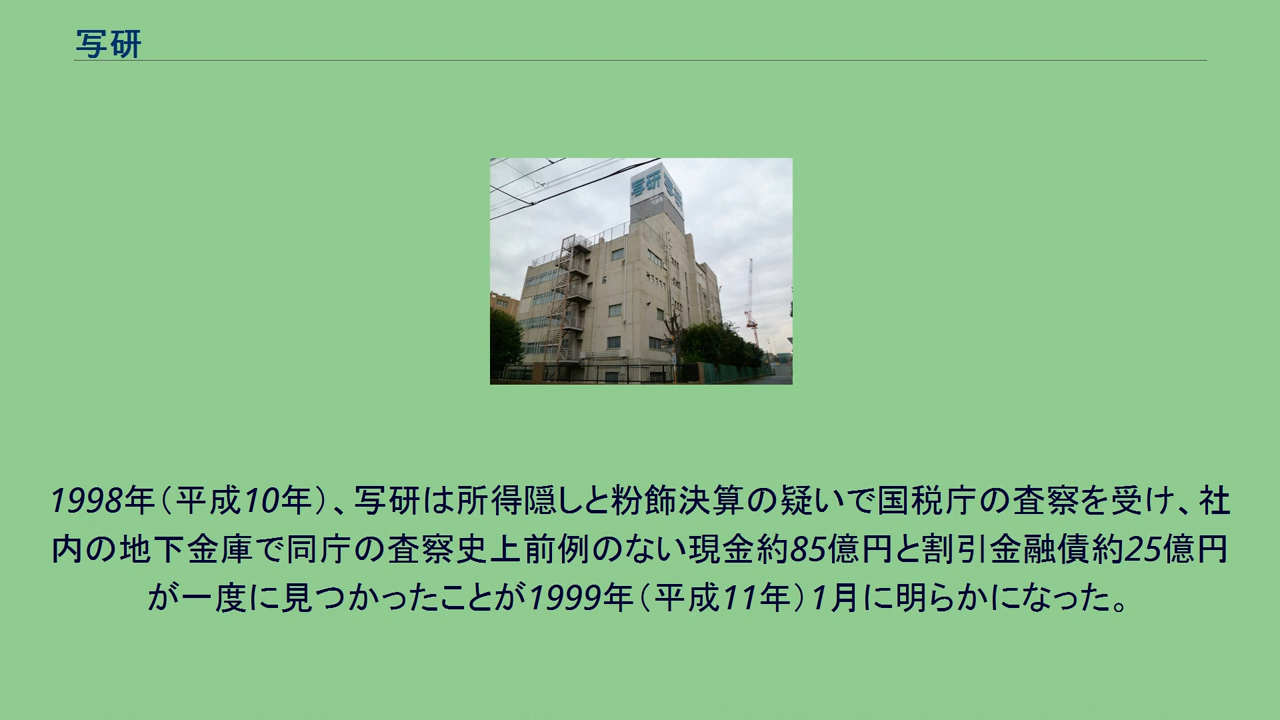 写研
写研 写研
1998年（平成10年）、写研は所得隠しと粉飾決算の疑いで国税庁の査察を受け、社
内の地下金庫で同庁の査察史上前例のない現金約85億円と割引金融債約25億円
が一度に見つかったことが1999年（平成11年）1月に明らかになった。